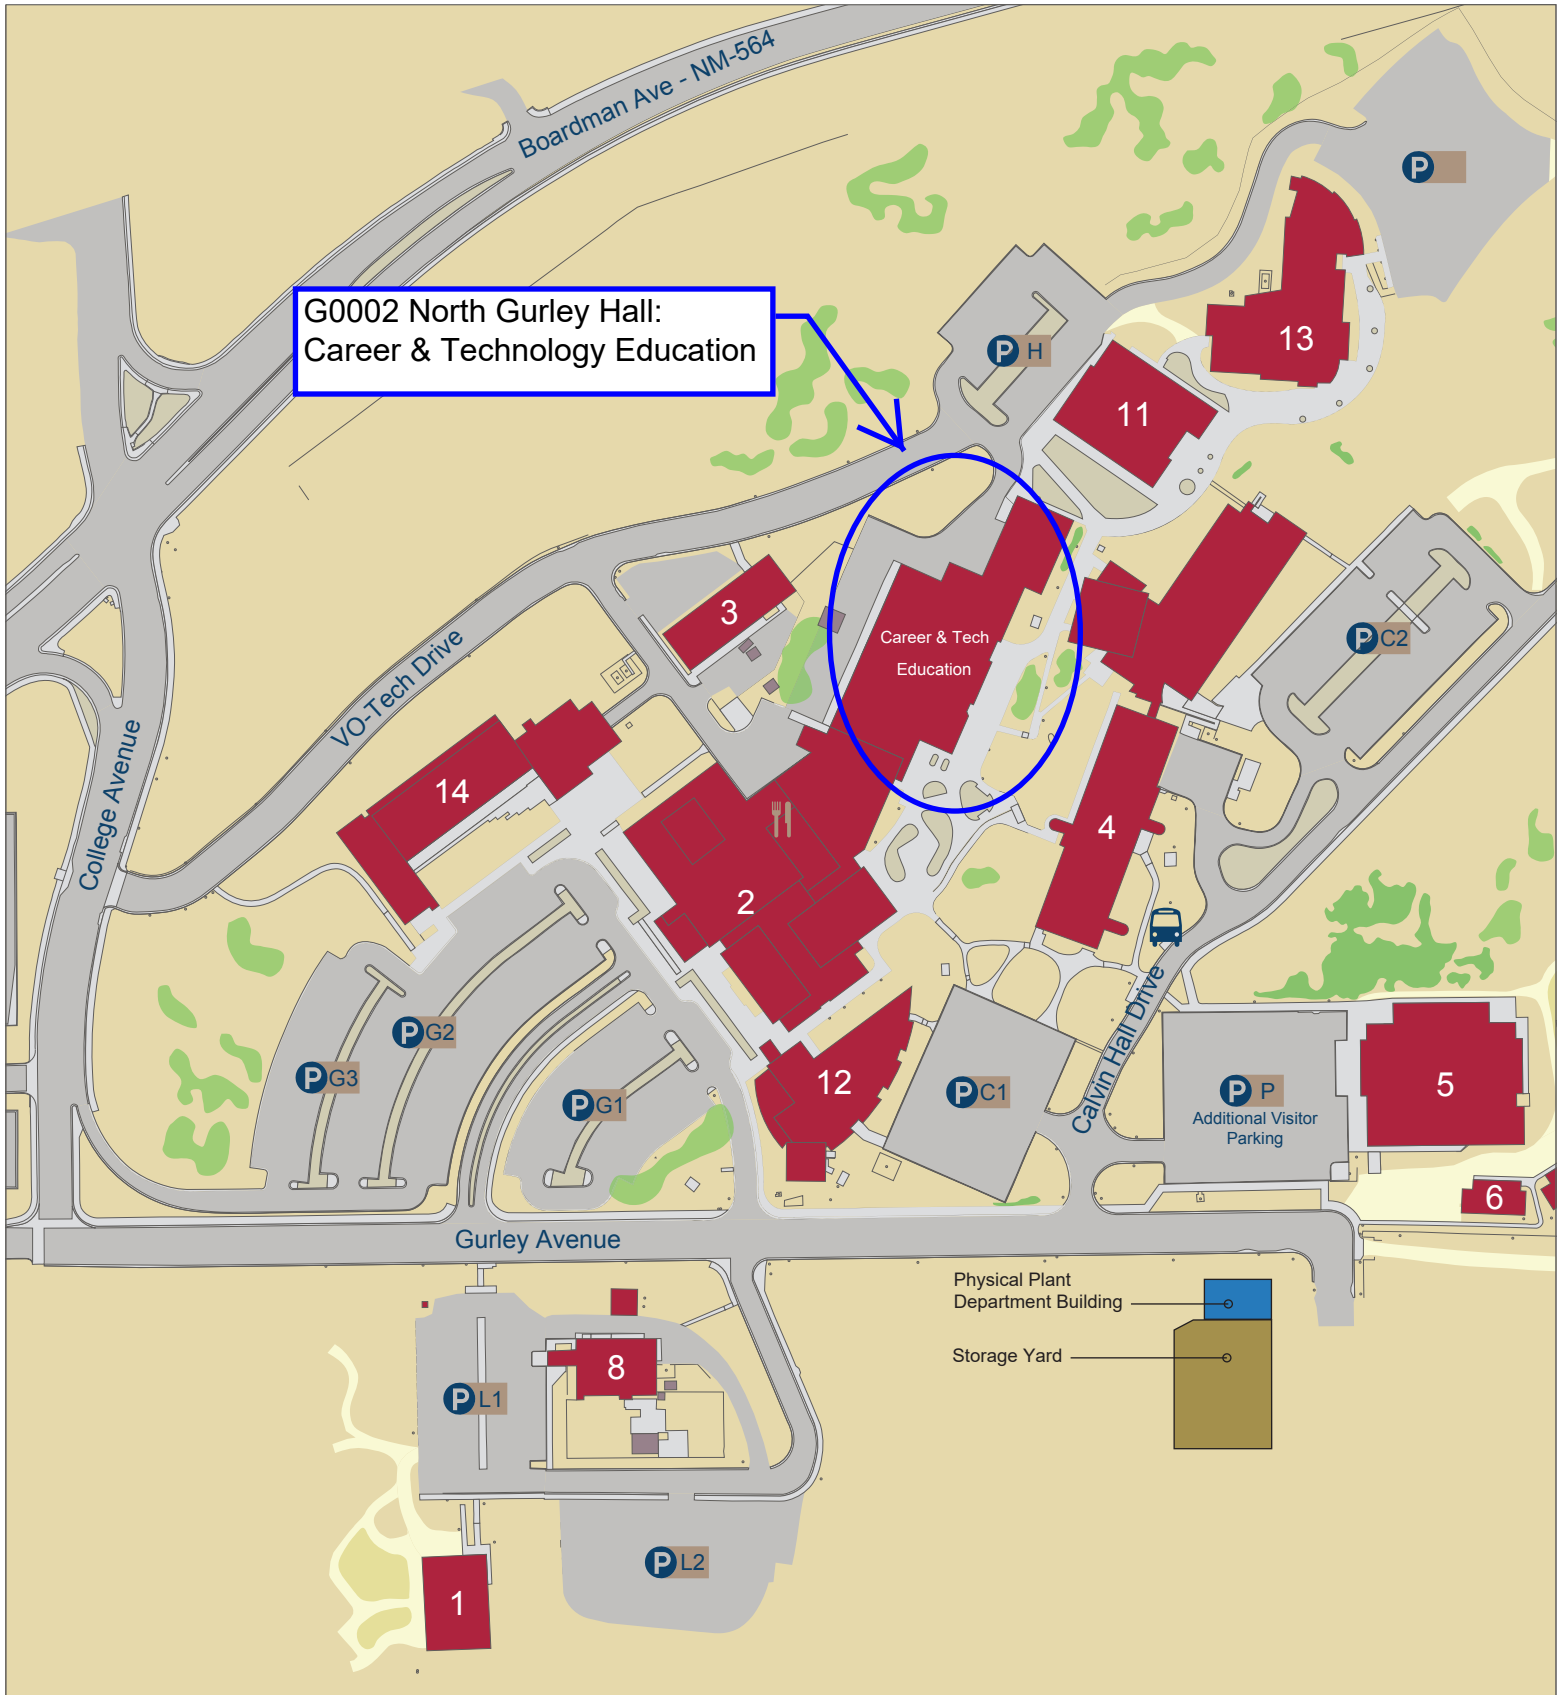 Boardman Ave - NM-564
P
G0002 North Gurley Hall:
Career & Technology Education
13
P H
11
3
Career & Tech
Education
P C2
VO-Tech Drive
College Avenue
14
4
2
P G2
P G3
P G1
12
P C1
Calvin Hall Drive
P P
Additional Visitor
Parking
5
6
Gurley Avenue
Physical Plant
Department Building
Storage Yard
8
P L1
P L2
1